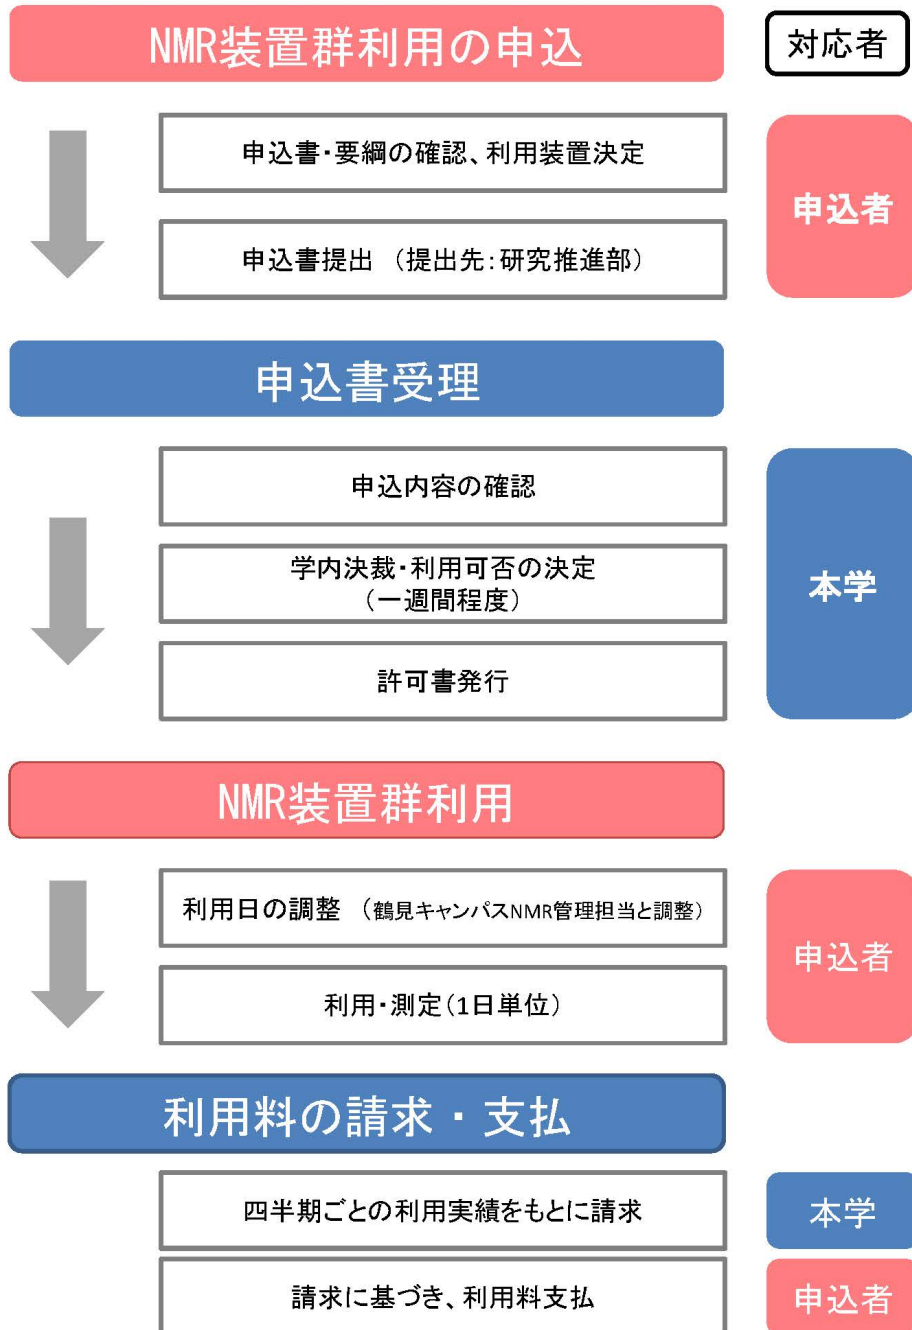 NMR装置群利用の申込
対応者
申込書・要綱の確認、利用装置決定
申込者
申込書提出 （提出先：研究推進部）
申込書受理
申込内容の確認
学内決裁・利用可否の決定
（一週間程度）
本学
許可書発行
NMR装置群利用
利用日の調整 （鶴見キャンパスNMR管理担当と調整）
申込者
利用・測定（1日単位）
利用料の請求・支払
四半期ごとの利用実績をもとに請求
本学
請求に基づき、利用料支払
申込者